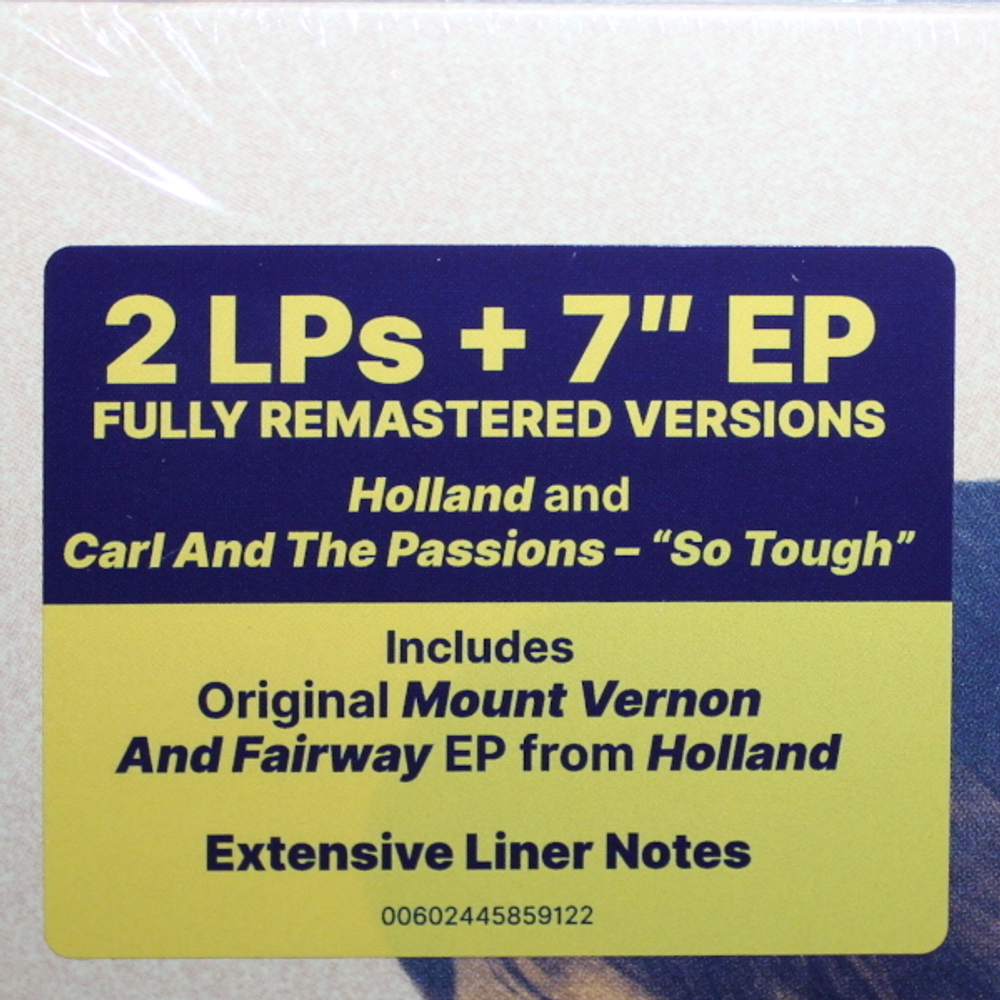 2 LPs + 7" EP
FULLY REMASTERED VERSIONS
Holland and
Carl And The Passions – “So Tough”
Includes
Original Mount Vernon
And Fairway EP from Holland
Extensive Liner Notes
00602445859122